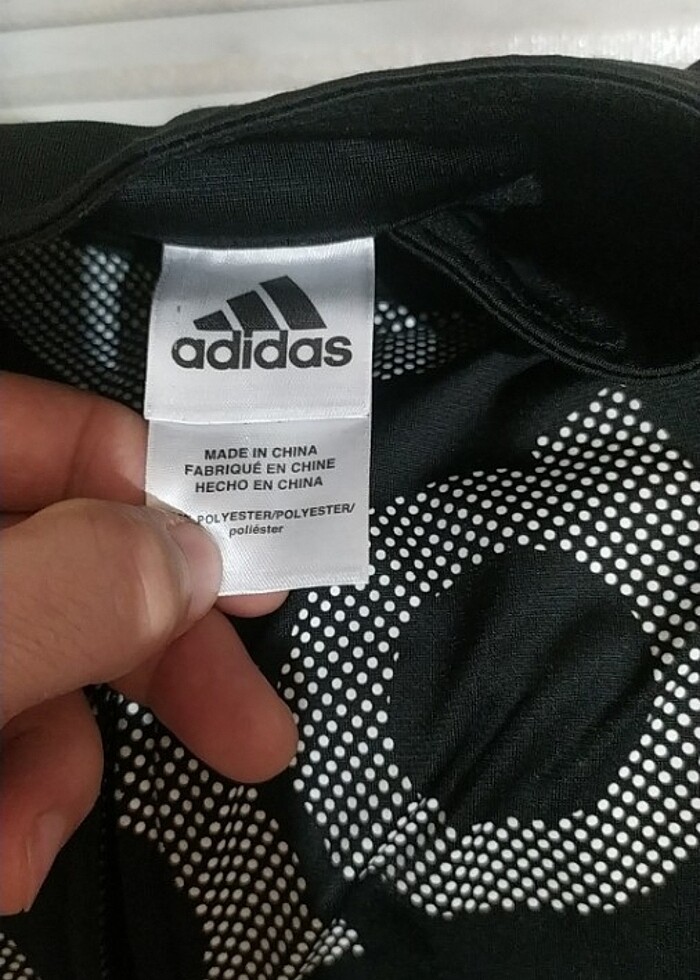 adidas
MADE IN CHINA
FABRIQUÉ EN CHINE
HECHO EN CHINA
POLYESTER/POLYESTER/
poliéster